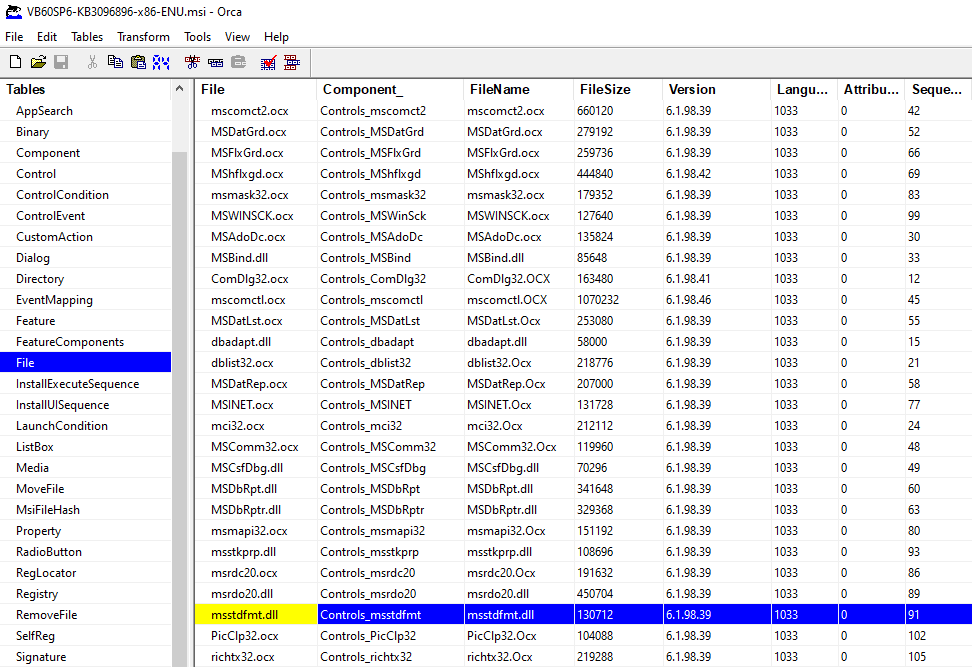 VB60SP6-KB3096896-x86-ENU.msi - Orca
File Edit Tables Transform Tools View Help
Tables File Component_ FileName FileSize Version Langu... Attribu... Seque...
AppSearch mscomct2.ocx Controls_mscomct2 mscomct2.ocx 660120 6.1.98.39 1033 0 42
Binary MSDatGrd.ocx Controls_MSDatGrd MSDatGrd.ocx 279192 6.1.98.39 1033 0 52
Component MSFlxGrd.ocx Controls_MSFlxGrd MSFlxGrd.ocx 259736 6.1.98.39 1033 0 66
Control MShflxgd.ocx Controls_MShflxgd MShflxgd.ocx 444840 6.1.98.42 1033 0 69
ControlCondition msmask32.ocx Controls_msmask32 msmask32.ocx 179352 6.1.98.39 1033 0 83
ControlEvent MSWINSCK.ocx Controls_MSWinSck MSWINSCK.ocx 127640 6.1.98.39 1033 0 99
CustomAction MSAdoDc.ocx Controls_MSAdoDc MSAdoDc.ocx 135824 6.1.98.39 1033 0 30
Dialog MSBind.dll Controls_MSBind MSBind.dll 85648 6.1.98.39 1033 0 33
Directory ComDlg32.ocx Controls_ComDlg32 ComDlg32.OCX 163480 6.1.98.41 1033 0 12
EventMapping mscomctl.ocx Controls_mscomctl mscomctl.OCX 1070232 6.1.98.46 1033 0 45
Feature MSDatLst.ocx Controls_MSDatLst MSDatLst.Ocx 253080 6.1.98.39 1033 0 55
FeatureComponents dbadapt.dll Controls_dbadapt dbadapt.dll 58000 6.1.98.39 1033 0 15
File dblist32.ocx Controls_dblist32 dblist32.Ocx 218776 6.1.98.39 1033 0 21
InstallExecuteSequence MSDatRep.ocx Controls_MSDatRep MSDatRep.Ocx 207000 6.1.98.39 1033 0 58
InstallUISequence MSINET.ocx Controls_MSINET MSINET.Ocx 131728 6.1.98.39 1033 0 77
LaunchCondition mci32.ocx Controls_mci32 mci32.Ocx 212112 6.1.98.39 1033 0 24
ListBox MSComm32.ocx Controls_MSComm32 MSComm32.Ocx 119960 6.1.98.39 1033 0 48
Media MSCsfDbg.dll Controls_MSCsfDbg MSCsfDbg.dll 70296 6.1.98.39 1033 0 49
MoveFile MSDbRpt.dll Controls_MSDbRpt MSDbRpt.dll 341648 6.1.98.39 1033 0 60
MsiFileHash MSDbRptr.dll Controls_MSDbRptr MSDbRptr.dll 329368 6.1.98.39 1033 0 63
Property msmapi32.ocx Controls_msmapi32 msmapi32.Ocx 151192 6.1.98.39 1033 0 80
RadioButton msstkprp.dll Controls_msstkprp msstkprp.dll 108696 6.1.98.39 1033 0 93
RegLocator msrdc20.ocx Controls_msrdc20 msrdc20.Ocx 191632 6.1.98.39 1033 0 86
Registry msrdo20.dll Controls_msrdo20 msrdo20.dll 450704 6.1.98.39 1033 0 89
RemoveFile msstdfmt.dll Controls_msstdfmt msstdfmt.dll 130712 6.1.98.39 1033 0 91
SelfReg PicClp32.ocx Controls_PicClp32 PicClp32.Ocx 104088 6.1.98.39 1033 0 102
Signature richtx32.ocx Controls_richtx32 richtx32.Ocx 219288 6.1.98.39 1033 0 105